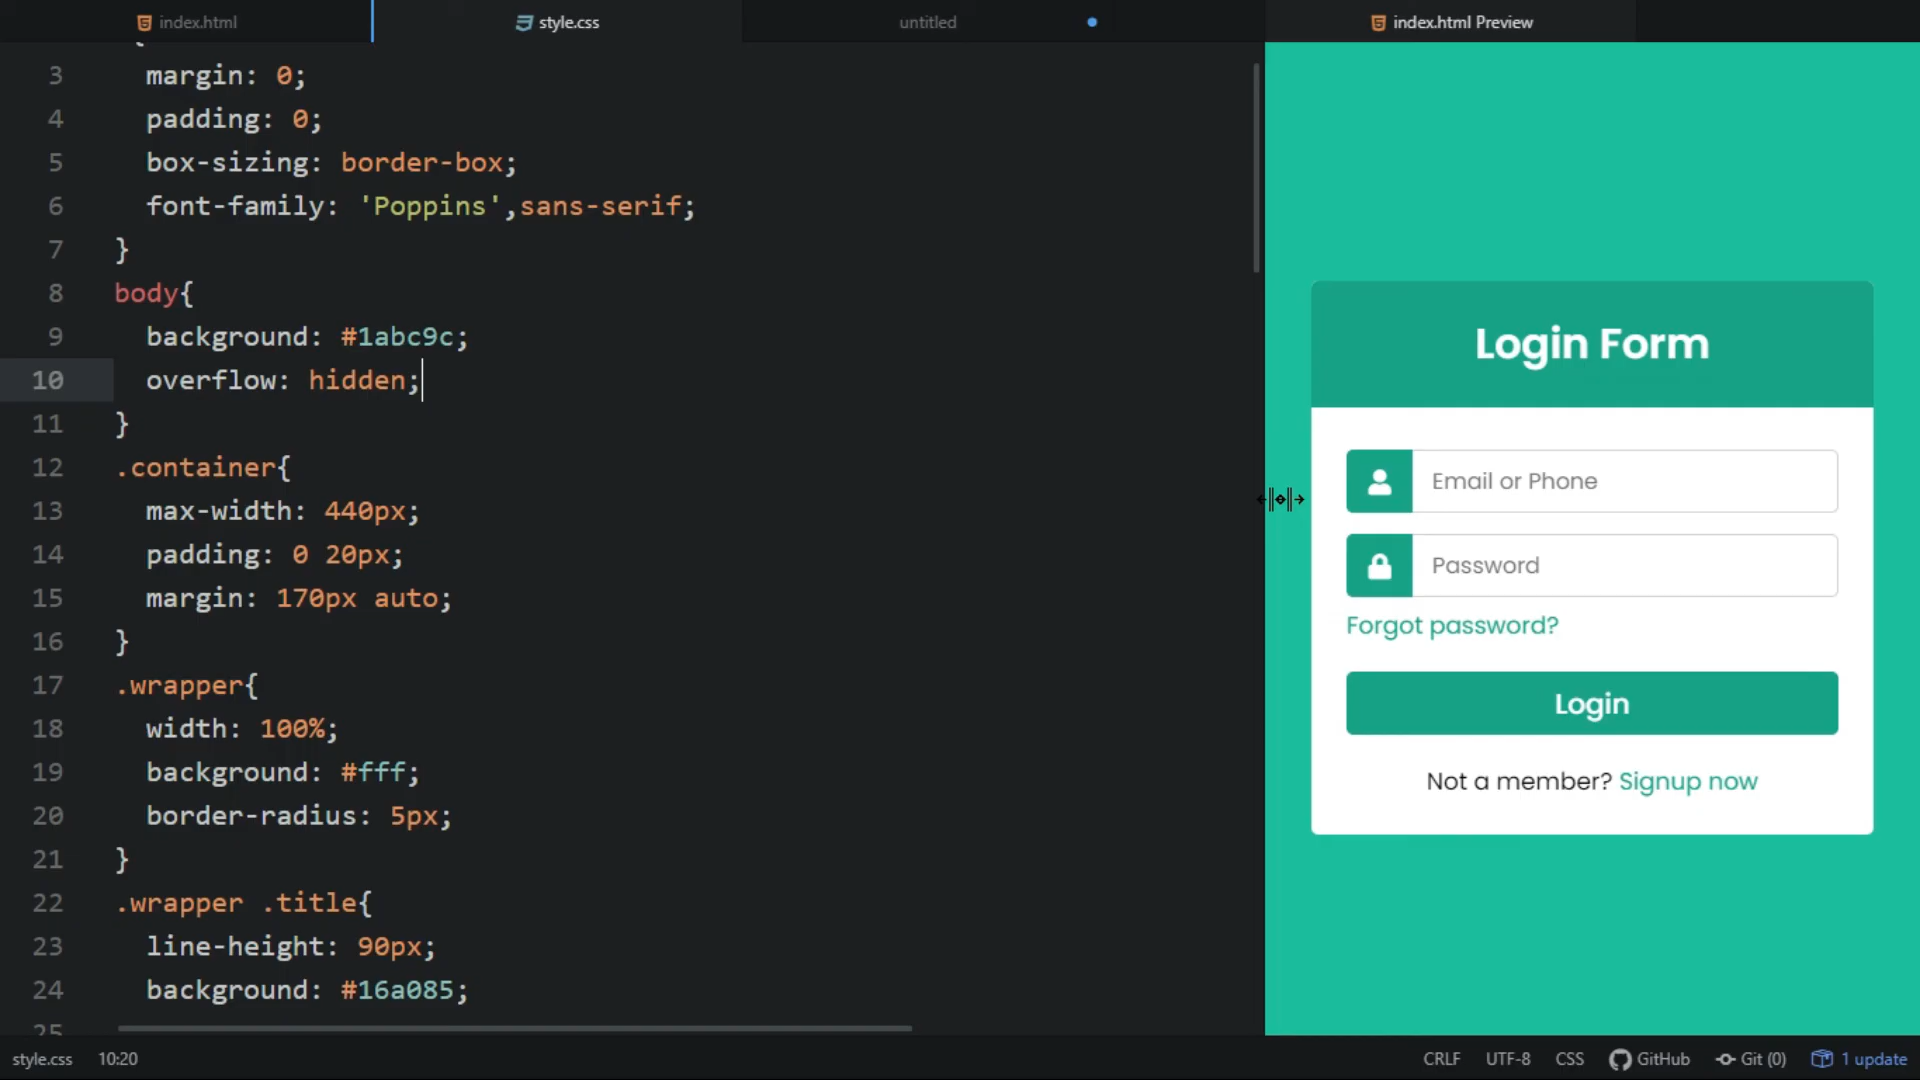 index.html
style.css
untitled
index.html Preview
3 margin: 0;
4 padding: 0;
5 box-sizing: border-box;
6 font-family: 'Poppins',sans-serif;
7 }
8 body{
9 background: #1abc9c;
10 overflow: hidden;
11 }
12 .container{
13 max-width: 440px;
14 padding: 0 20px;
15 margin: 170px auto;
16 }
17 .wrapper{
18 width: 100%;
19 background: #fff;
20 border-radius: 5px;
21 }
22 .wrapper .title{
23 line-height: 90px;
24 background: #16a085;
25
Login Form
Email or Phone
Password
Forgot password?
Login
Not a member? Signup now
style.css 10:20
CRLF UTF-8 CSS GitHub Git (0) 1 update